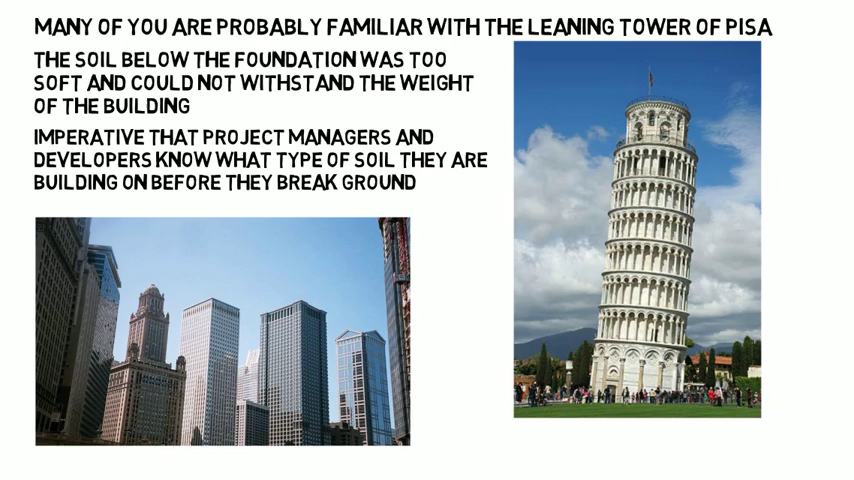 MANY OF YOU ARE PROBABLY FAMILIAR WITH THE LEANING TOWER OF PISA
THE SOIL BELOW THE FOUNDATION WAS TOO
SOFT AND COULD NOT WITHSTAND THE WEIGHT
OF THE BUILDING
IMPERATIVE THAT PROJECT MANAGERS AND
DEVELOPERS KNOW WHAT TYPE OF SOIL THEY ARE
BUILDING ON BEFORE THEY BREAK GROUND